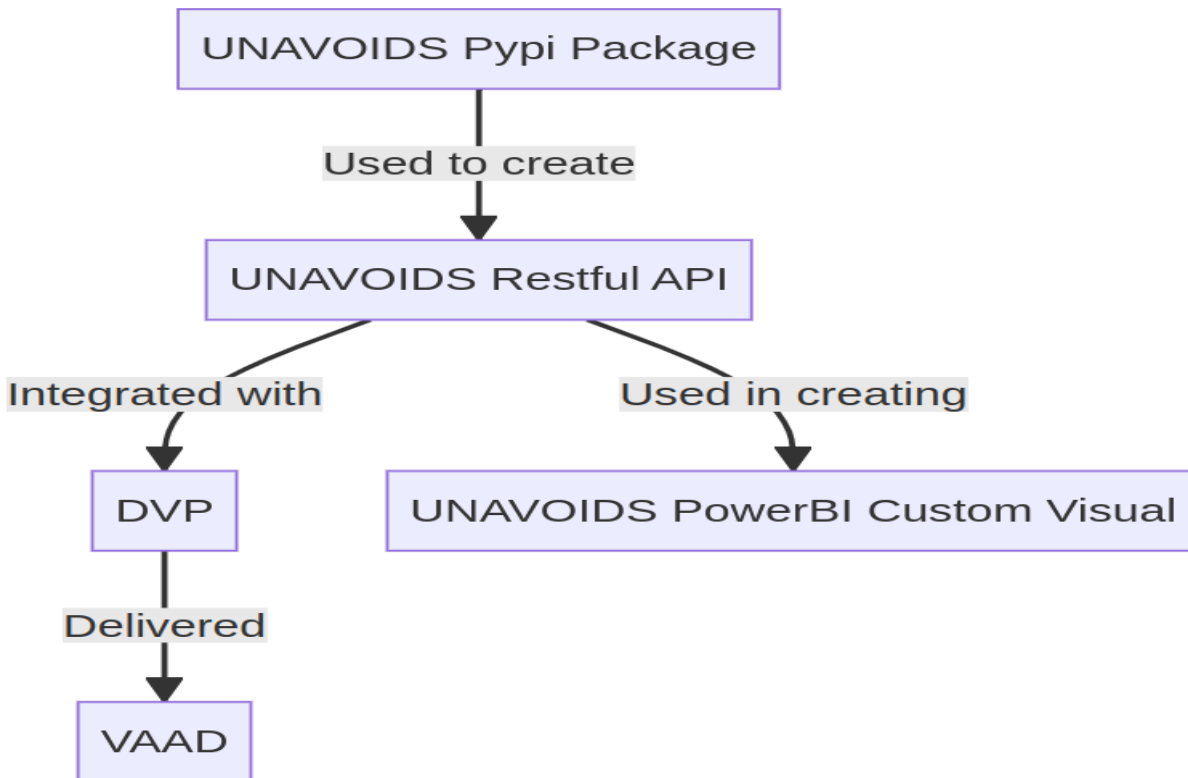 UNAVOIDS Pypi Package
Used to create
UNAVOIDS Restful API
Integrated with
Used in creating
DVP
UNAVOIDS PowerBI Custom Visual
Delivered
VAAD